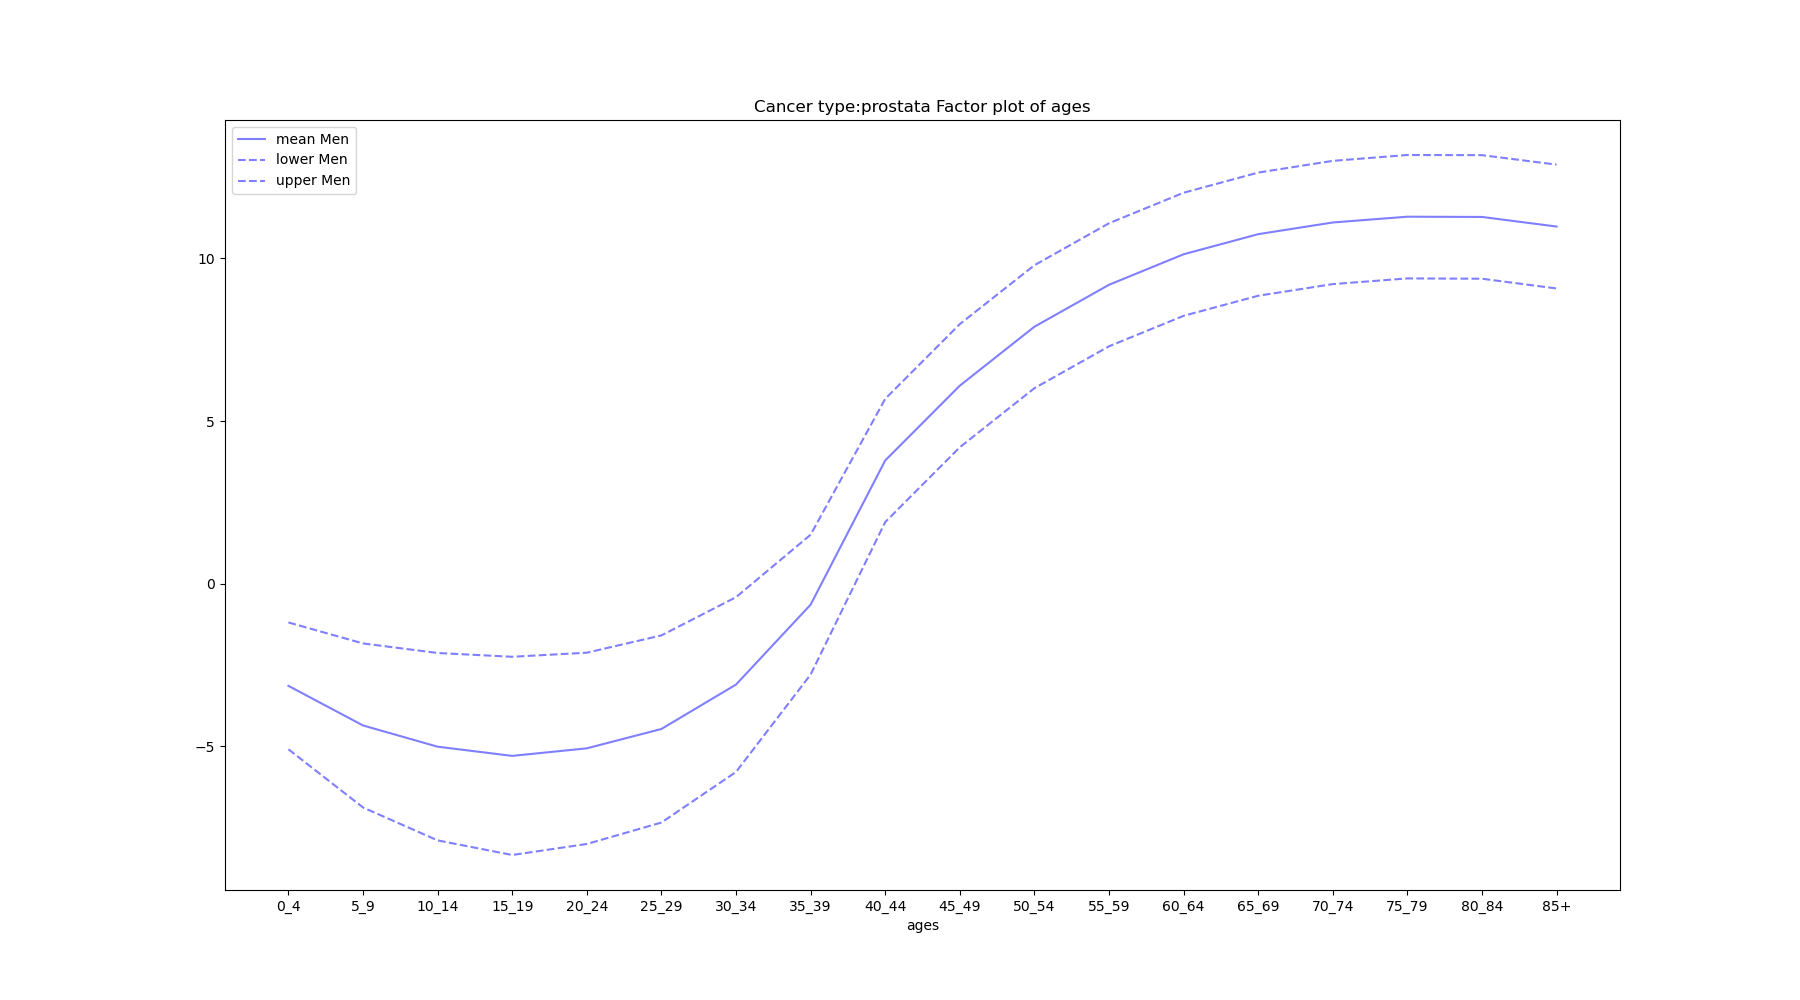 Cancer type:prostata Factor plot of ages
mean Men
lower Men
upper Men
10
5
0
−5
0_4 5_9 10_14 15_19 20_24 25_29 30_34 35_39 40_44 45_49 50_54 55_59 60_64 65_69 70_74 75_79 80_84 85+
ages